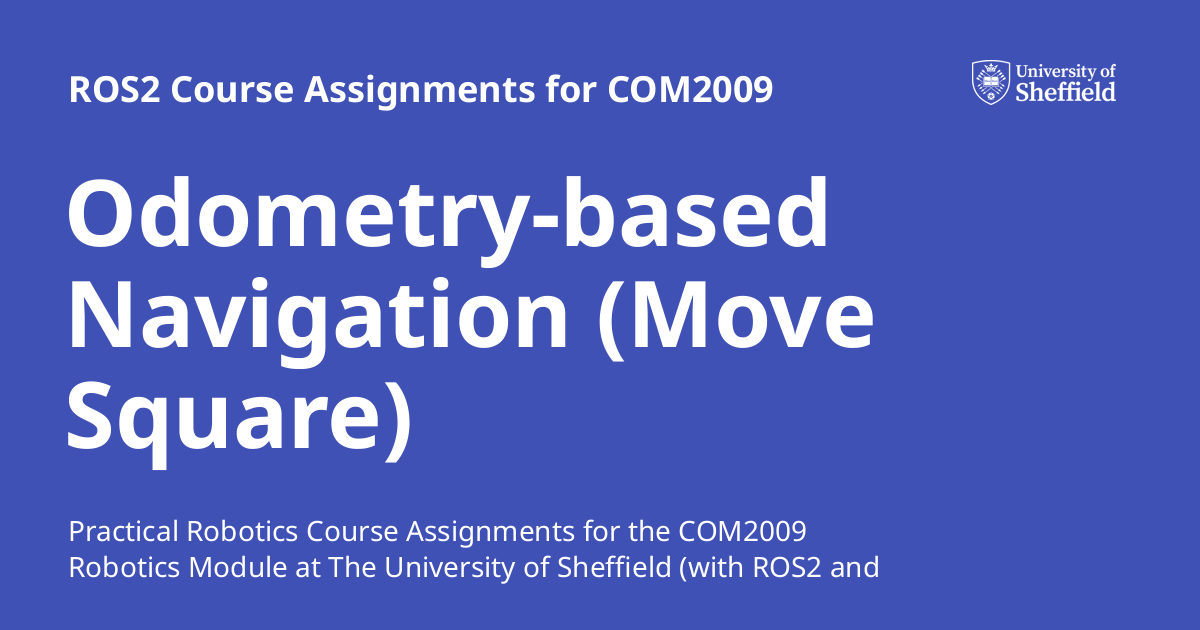 ROS2 Course Assignments for COM2009
University of
Sheffield
Odometry-based
Navigation (Move
Square)
Practical Robotics Course Assignments for the COM2009
Robotics Module at The University of Sheffield (with ROS2 and